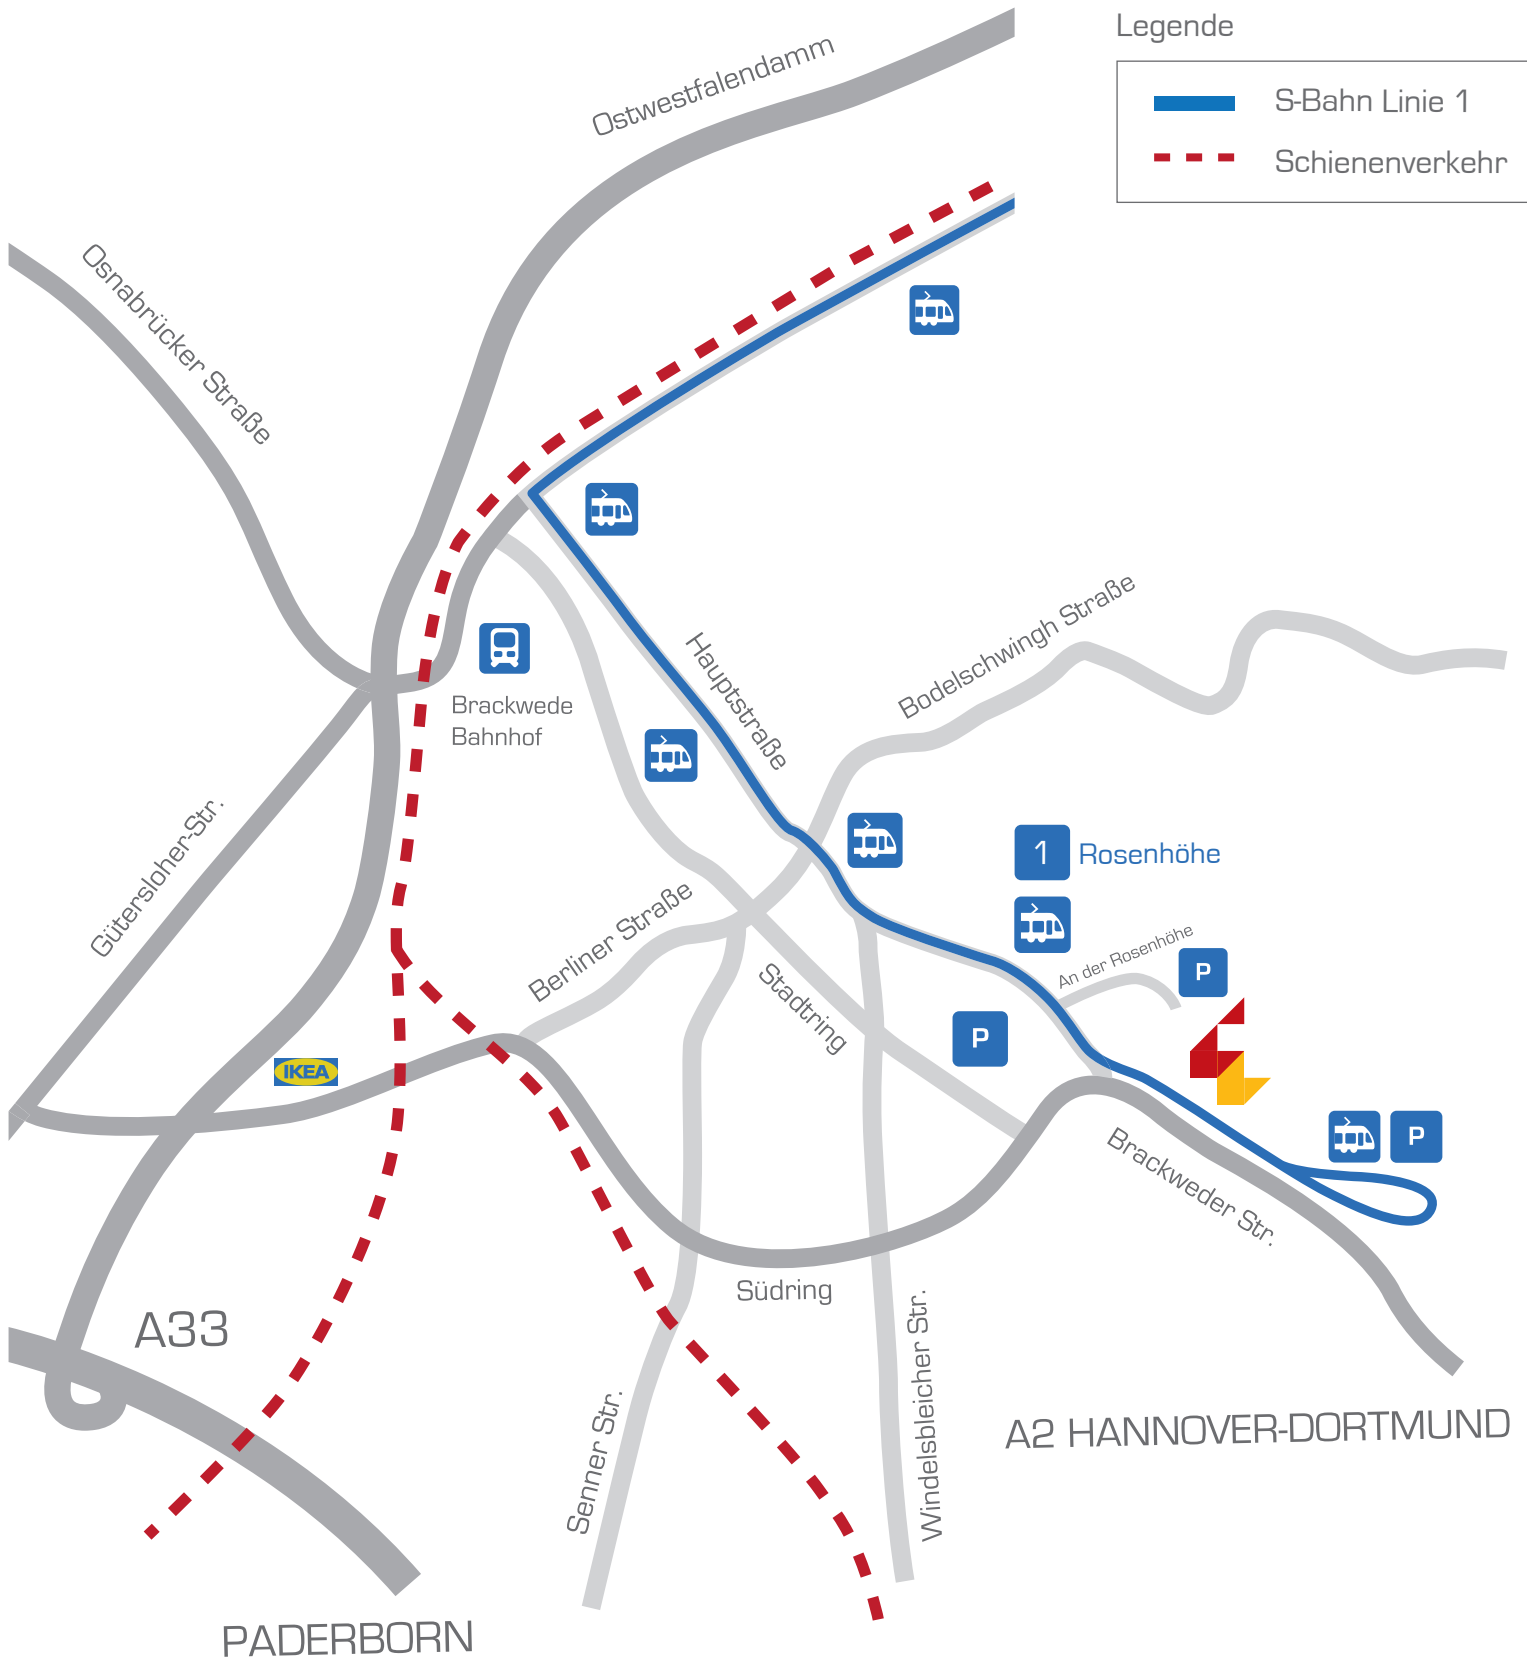 Legende
S-Bahn Linie 1
Schienenverkehr
Ostwestfalendamm
Osnabrücker Straße
Hauptstraße
Bodelschwingh Straße
Brackwede
Bahnhof
Gütersloher-Str.
1
Rosenhöhe
Berliner Straße
An der Rosenhöhe
P
Stadtring
P
IKEA
P
Brackweder Str.
Südring
A33
Windelsbleicher Str.
Senner Str.
A2 HANNOVER-DORTMUND
PADERBORN